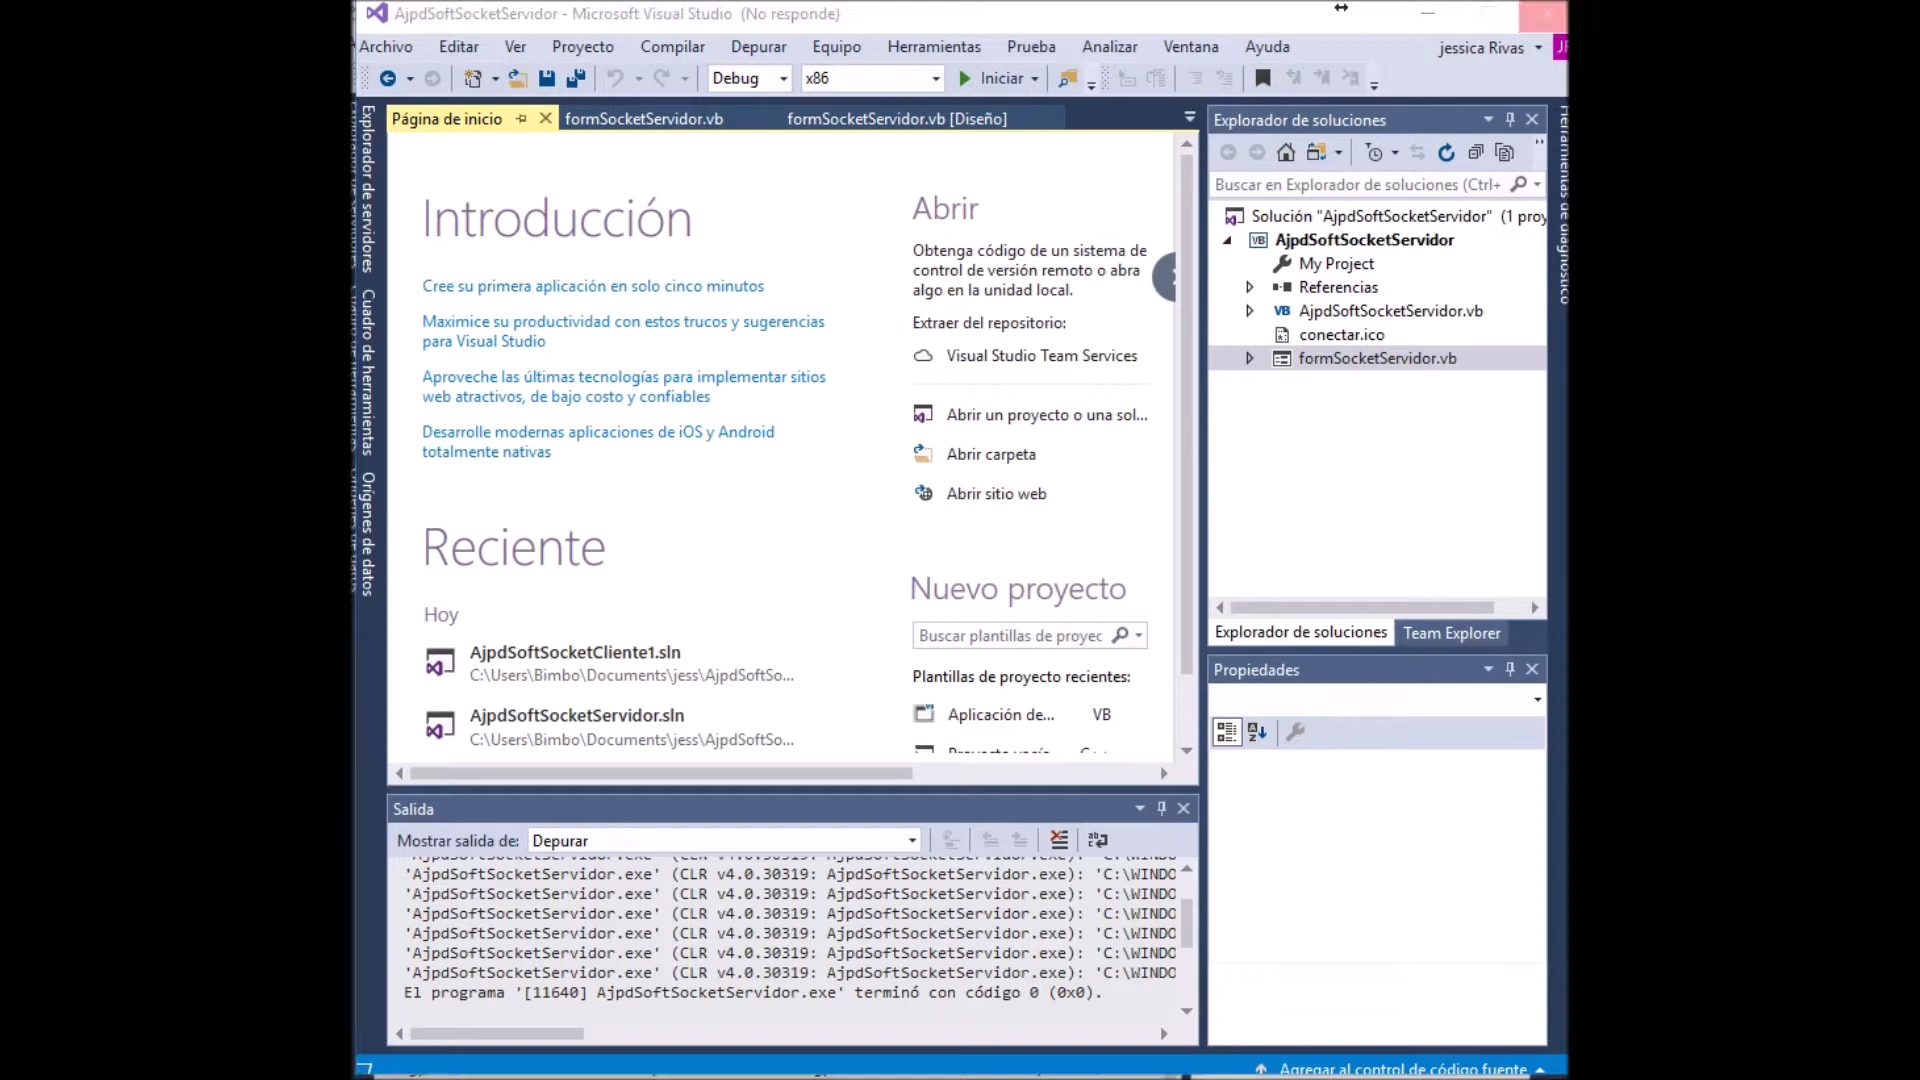 AjpdSoftSocketServidor - Microsoft Visual Studio (No responde)
Archivo Editar Ver Proyecto Compilar Depurar Equipo Herramientas Prueba Analizar Ventana Ayuda jessica Rivas JR
Debug x86 Iniciar
Explorador de servidores
Cuadro de herramientas
Orígenes de datos
Página de inicio formSocketServidor.vb formSocketServidor.vb [Diseño]
Introducción
Cree su primera aplicación en solo cinco minutos
Maximice su productividad con estos trucos y sugerencias
para Visual Studio
Aproveche las últimas tecnologías para implementar sitios
web atractivos, de bajo costo y confiables
Desarrolle modernas aplicaciones de iOS y Android
totalmente nativas
Reciente
Hoy
AjpdSoftSocketCliente1.sln
C:\Users\Bimbo\Documents\jess\AjpdSoftSo...
AjpdSoftSocketServidor.sln
C:\Users\Bimbo\Documents\jess\AjpdSoftSo...
Abrir
Obtenga código de un sistema de
control de versión remoto o abra
algo en la unidad local.
Extraer del repositorio:
Visual Studio Team Services
Abrir un proyecto o una sol...
Abrir carpeta
Abrir sitio web
Nuevo proyecto
Buscar plantillas de proyec
Plantillas de proyecto recientes:
Aplicación de... VB
Proyecto vacío C++
Salida
Mostrar salida de: Depurar
'AjpdSoftSocketServidor.exe' (CLR v4.0.30319: AjpdSoftSocketServidor.exe): 'C:\WINDO
'AjpdSoftSocketServidor.exe' (CLR v4.0.30319: AjpdSoftSocketServidor.exe): 'C:\WINDO
'AjpdSoftSocketServidor.exe' (CLR v4.0.30319: AjpdSoftSocketServidor.exe): 'C:\WINDO
'AjpdSoftSocketServidor.exe' (CLR v4.0.30319: AjpdSoftSocketServidor.exe): 'C:\WINDO
'AjpdSoftSocketServidor.exe' (CLR v4.0.30319: AjpdSoftSocketServidor.exe): 'C:\WINDO
'AjpdSoftSocketServidor.exe' (CLR v4.0.30319: AjpdSoftSocketServidor.exe): 'C:\WINDO
'AjpdSoftSocketServidor.exe' (CLR v4.0.30319: AjpdSoftSocketServidor.exe): 'C:\WINDO
El programa '[11640] AjpdSoftSocketServidor.exe' terminó con código 0 (0x0).
Explorador de soluciones
Buscar en Explorador de soluciones (Ctrl+
Solución "AjpdSoftSocketServidor" (1 proy
AjpdSoftSocketServidor
My Project
Referencias
AjpdSoftSocketServidor.vb
conectar.ico
formSocketServidor.vb
Explorador de soluciones Team Explorer
Propiedades
Herramientas de diagnóstico
Agregar al control de código fuente